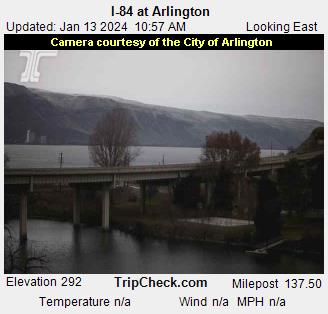 I-84 at Arlington
Updated: Jan 13 2024 10:57 AM Looking East
Camera courtesy of the City of Arlington
Elevation 292 TripCheck.com Milepost 137.50
Temperature n/a Wind n/a MPH n/a